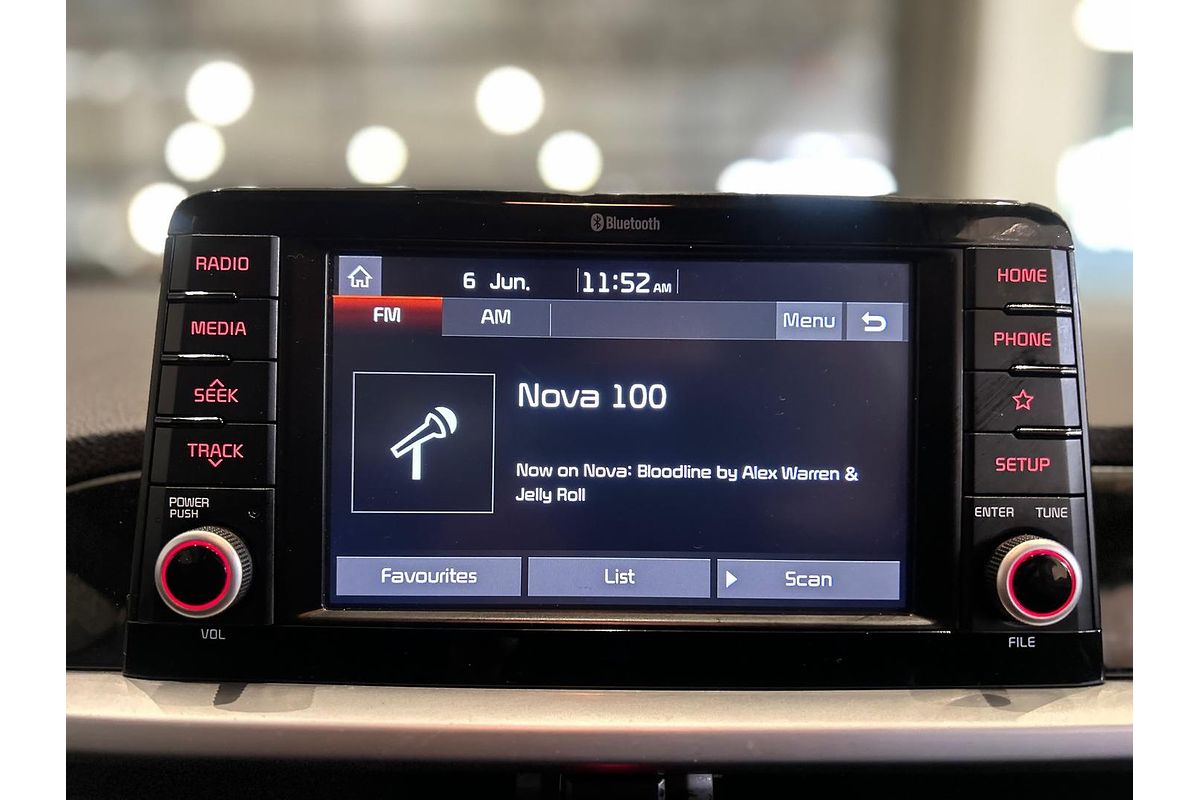 Bluetooth
RADIO
MEDIA
SEEK
TRACK
POWER
PUSH
VOL
6 Jun. 11:52 AM
FM AM Menu
Nova 100
Now on Nova: Bloodline by Alex Warren &
Jelly Roll
Favourites List Scan
HOME
PHONE
SETUP
ENTER TUNE
FILE